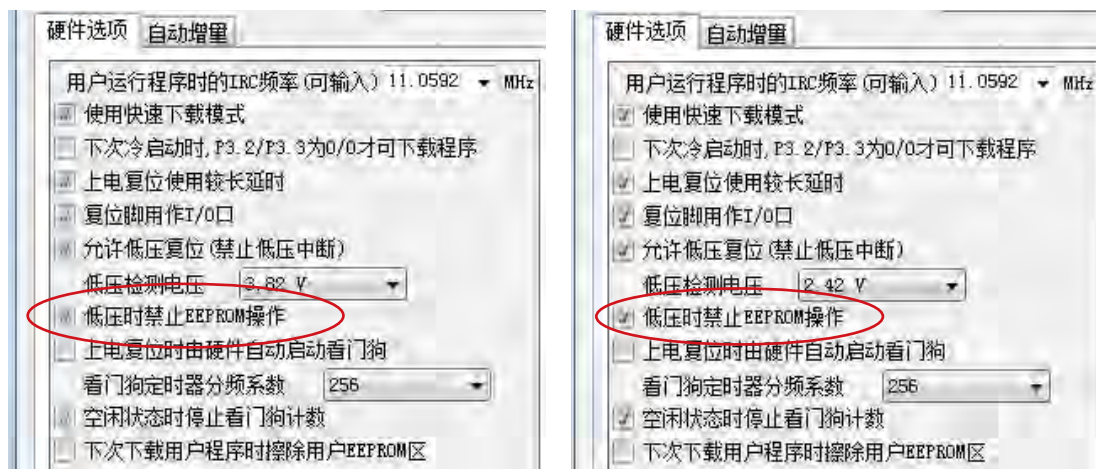 硬件选项 自动增量
用户运行程序时的IRC频率(可输入) 11.0592 MHz
使用快速下载模式
下次冷启动时,P3.2/P3.3为0/0才可下载程序
上电复位使用较长延时
复位脚用作I/O口
允许低压复位(禁止低压中断)
低压检测电压 3.82 V
低压时禁止EEPROM操作
上电复位时由硬件自动启动看门狗
看门狗定时器分频系数 256
空闲状态时停止看门狗计数
下次下载用户程序时擦除用户EEPROM区
硬件选项 自动增量
用户运行程序时的IRC频率(可输入) 11.0592 MHz
使用快速下载模式
下次冷启动时,P3.2/P3.3为0/0才可下载程序
上电复位使用较长延时
复位脚用作I/O口
允许低压复位(禁止低压中断)
低压检测电压 2.42 V
低压时禁止EEPROM操作
上电复位时由硬件自动启动看门狗
看门狗定时器分频系数 256
空闲状态时停止看门狗计数
下次下载用户程序时擦除用户EEPROM区